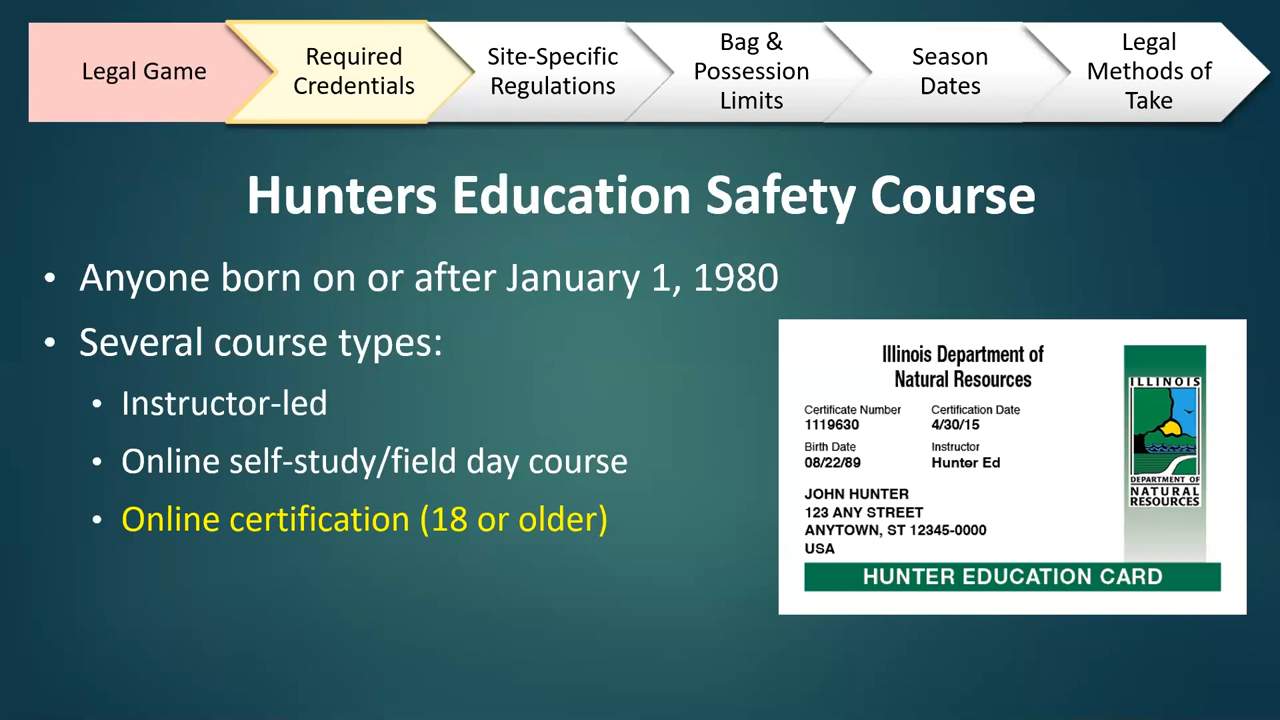 Legal Game
Required
Credentials
Site-Specific
Regulations
Bag &
Possession
Limits
Season
Dates
Legal
Methods of
Take
Hunters Education Safety Course
• Anyone born on or after January 1, 1980
• Several course types:
• Instructor-led
• Online self-study/field day course
• Online certification (18 or older)
Illinois Department of
Natural Resources
Certificate Number Certification Date
1119630 4/30/15
Birth Date Instructor
08/22/89 Hunter Ed
JOHN HUNTER
123 ANY STREET
ANYTOWN, ST 12345-0000
USA
ILLINOIS
DEPARTMENT OF
NATURAL
RESOURCES
HUNTER EDUCATION CARD